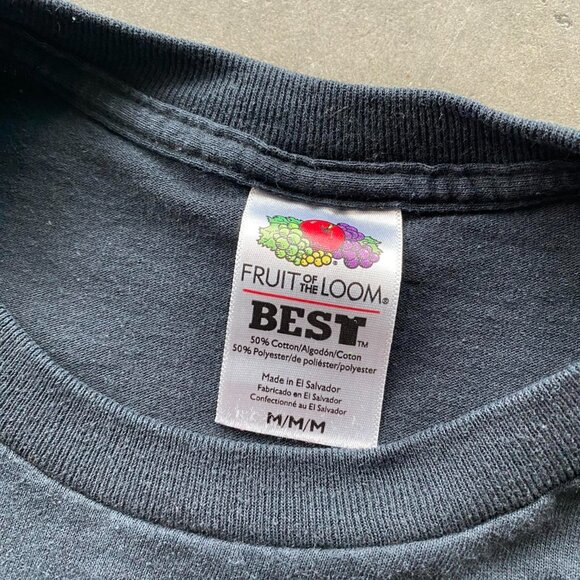 FRUIT OF THE LOOM®
BEST™
50% Cotton/Algodón/Coton
50% Polyester/de poliéster/polyester
Made in El Salvador
Fabricado en El Salvador
Confectionné au El Salvador
M/M/M